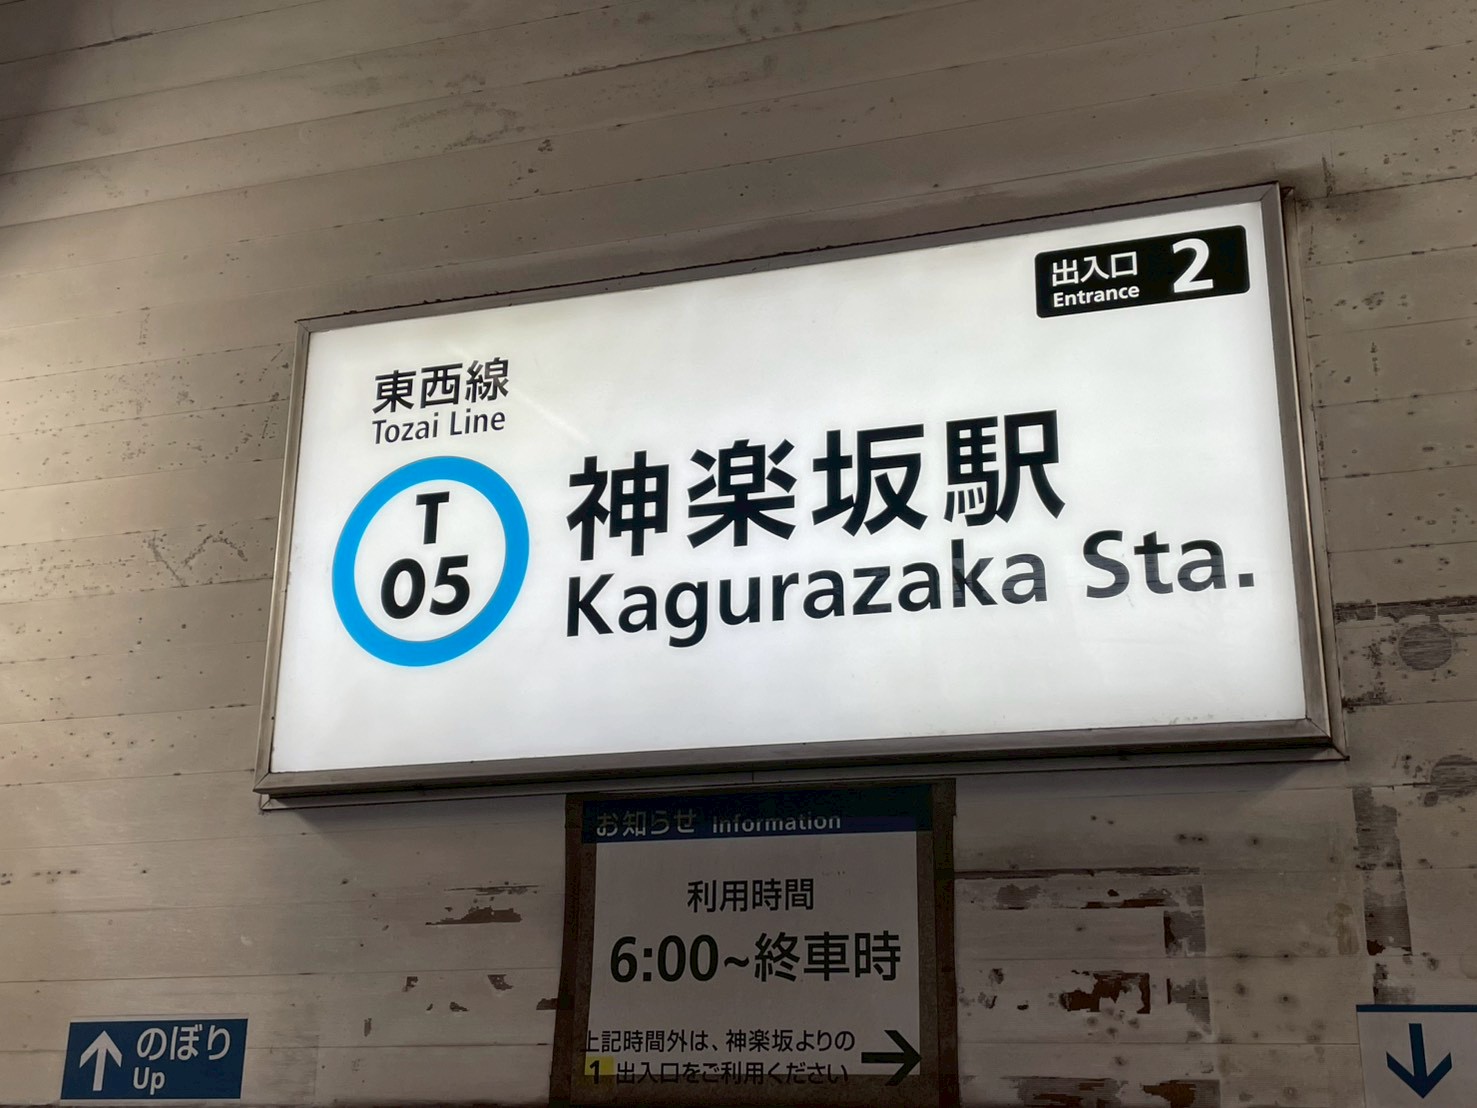 出入口 2
Entrance
東西線
Tozai Line
T
05
神楽坂駅
Kagurazaka Sta.
お知らせ Information
利用時間
6:00~終車時
上記時間外は、神楽坂よりの
1 出入口をご利用ください
のぼり
Up